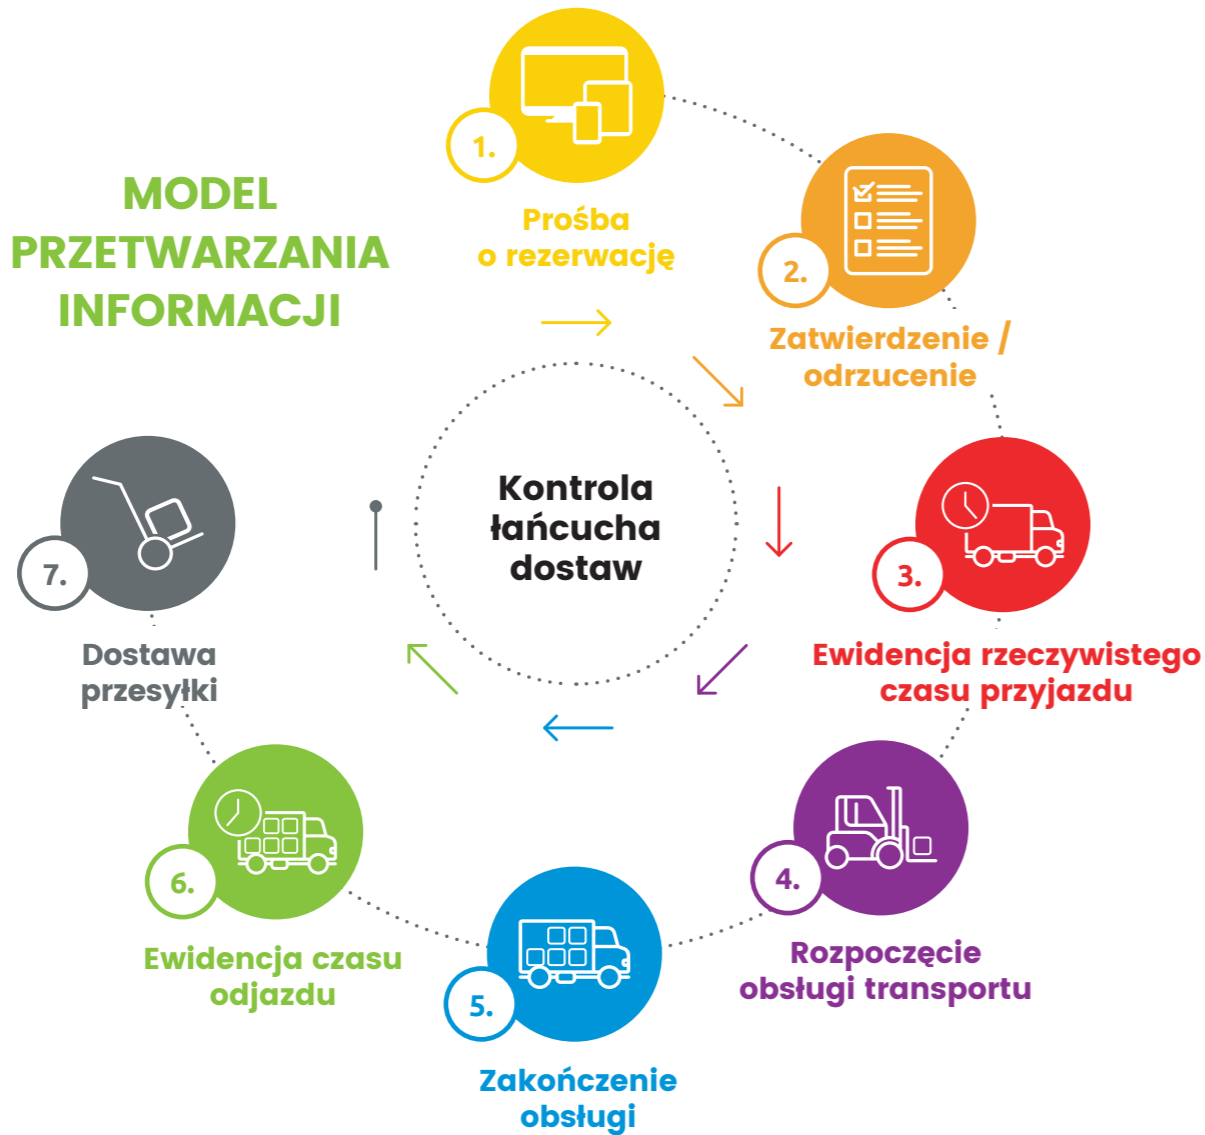 MODEL
PRZETWARZANIA
INFORMACJI
1.
Prośba
o rezerwację
2.
Zatwierdzenie /
odrzucenie
3.
Ewidencja rzeczywistego
czasu przyjazdu
4.
Rozpoczęcie
obsługi transportu
5.
Zakończenie
obsługi
6.
Ewidencja czasu
odjazdu
7.
Dostawa
przesyłki
Kontrola
łańcucha
dostaw